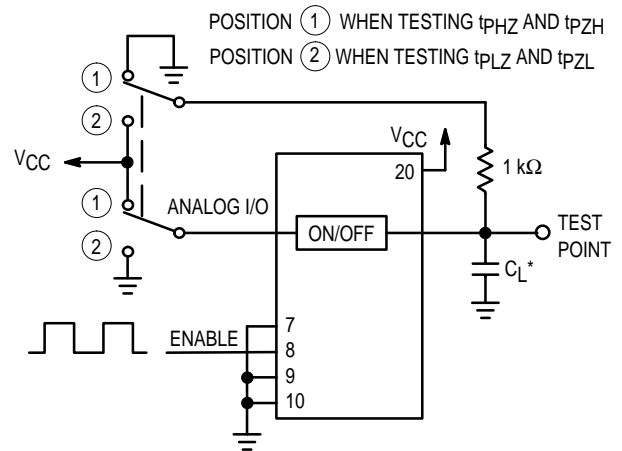 POSITION 1 WHEN TESTING tPHZ AND tPZH
POSITION 2 WHEN TESTING tPLZ AND tPZL
1
2
VCC
1
2
ANALOG I/O
VCC
20
1 kΩ
ON/OFF
TEST
POINT
CL*
ENABLE
7
8
9
10